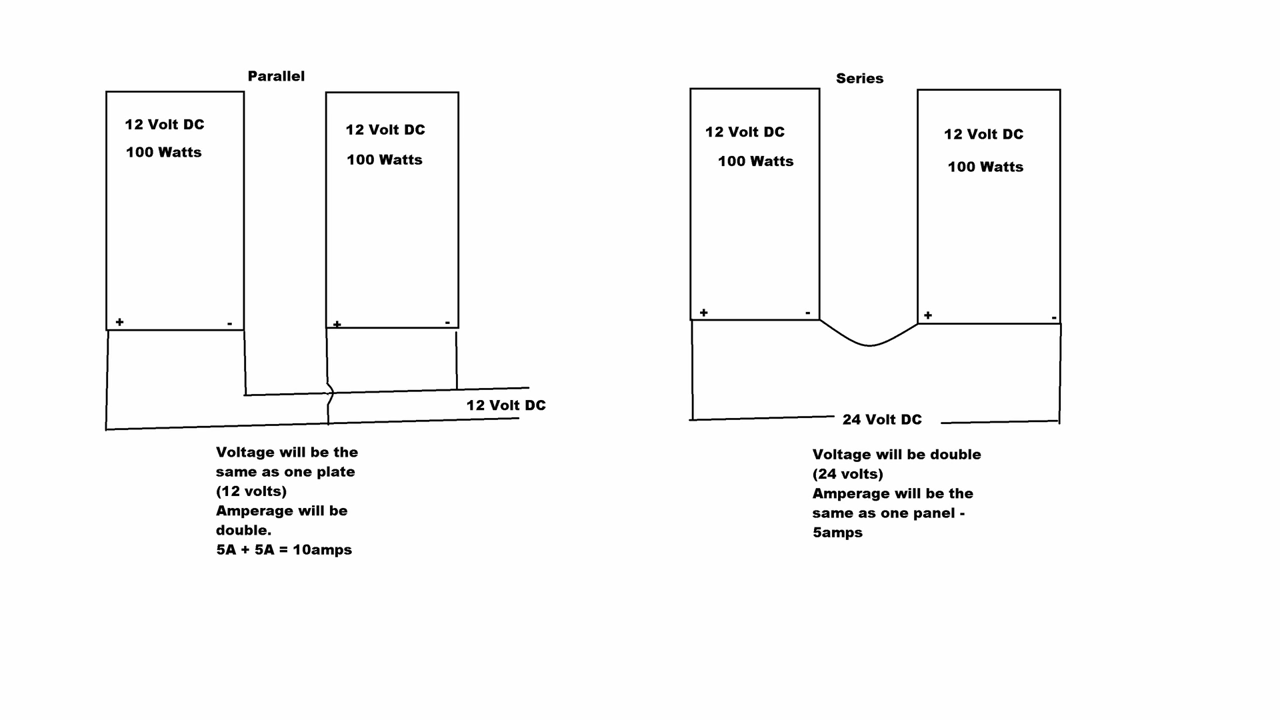 Parallel
12 Volt DC
100 Watts
+
-
12 Volt DC
100 Watts
+
-
12 Volt DC
Voltage will be the
same as one plate
(12 volts)
Amperage will be
double.
5A + 5A = 10amps
Series
12 Volt DC
100 Watts
+
-
12 Volt DC
100 Watts
+
-
24 Volt DC
Voltage will be double
(24 volts)
Amperage will be the
same as one panel -
5amps